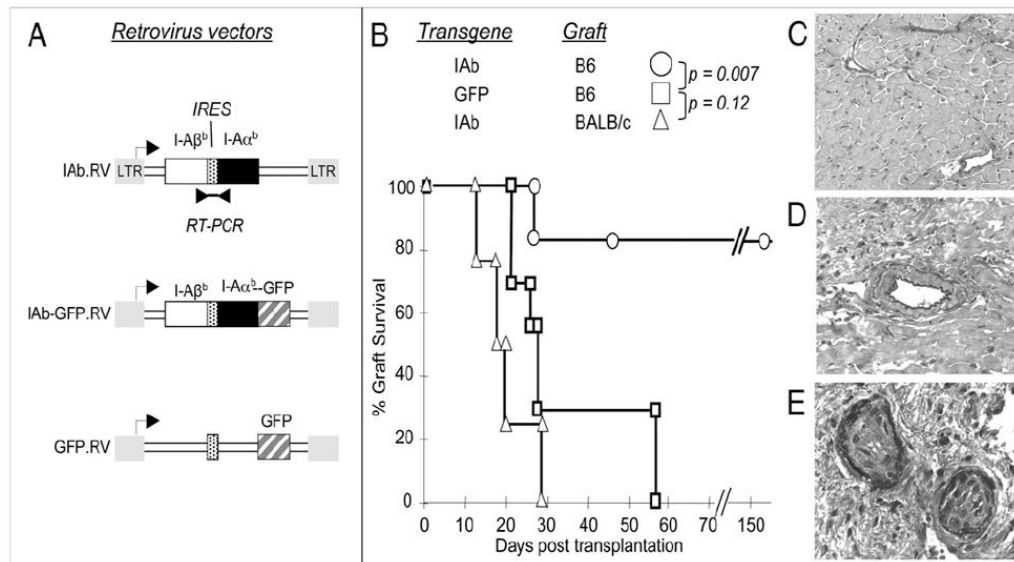 A
Retrovirus vectors
IRES
I-Aβᵇ I-Aαᵇ
IAb.RV LTR LTR
RT-PCR
I-Aβᵇ I-Aαᵇ--GFP
IAb-GFP.RV
GFP
GFP.RV
B
Transgene Graft
IAb B6
p = 0.007
GFP B6
p = 0.12
IAb BALB/c
% Graft Survival
100
80
60
40
20
0
0 10 20 30 40 50 60 70 150
Days post transplantation
C
D
E